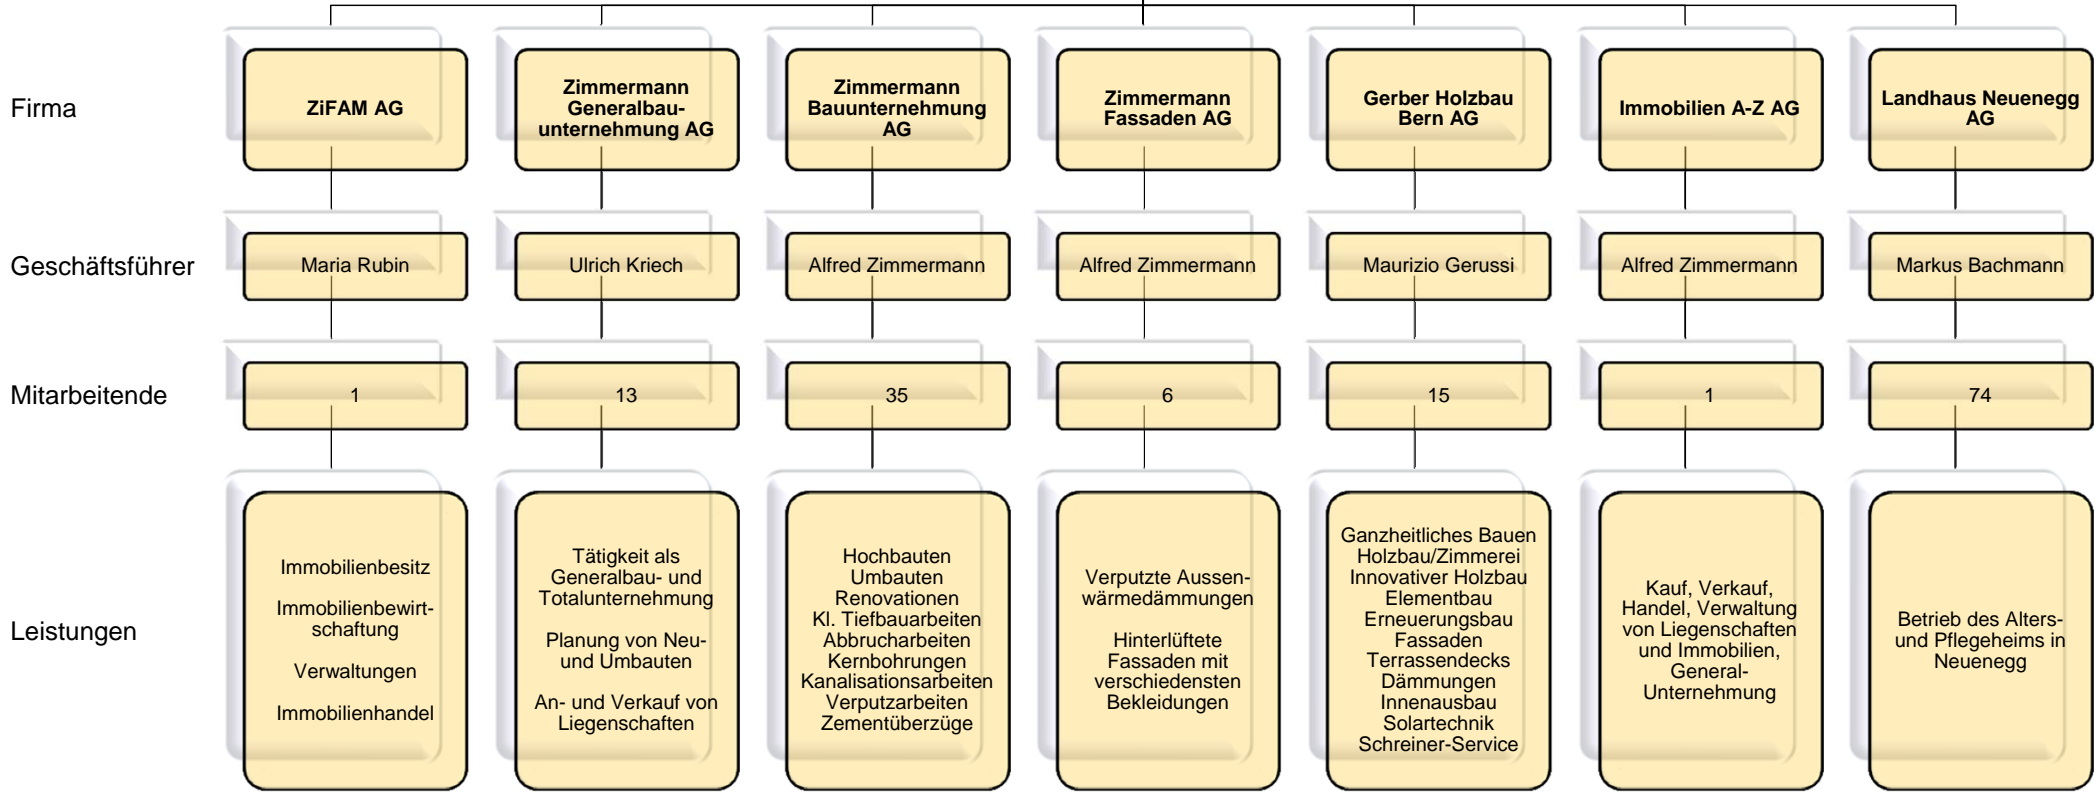 Firma
ZiFAM AG
Zimmermann
Generalbau-
unternehmung AG
Zimmermann
Bauunternehmung
AG
Zimmermann
Fassaden AG
Gerber Holzbau
Bern AG
Immobilien A-Z AG
Landhaus Neuenegg
AG
Geschäftsführer
Maria Rubin
Ulrich Kriech
Alfred Zimmermann
Alfred Zimmermann
Maurizio Gerussi
Alfred Zimmermann
Markus Bachmann
Mitarbeitende
1
13
35
6
15
1
74
Leistungen
Immobilienbesitz
Immobilienbewirt-
schaftung
Verwaltungen
Immobilienhandel
Tätigkeit als
Generalbau- und
Totalunternehmung
Planung von Neu-
und Umbauten
An- und Verkauf von
Liegenschaften
Hochbauten
Umbauten
Renovationen
Kl. Tiefbauarbeiten
Abbrucharbeiten
Kernbohrungen
Kanalisationsarbeiten
Verputzarbeiten
Zementüberzüge
Verputzte Aussen-
wärmedämmungen
Hinterlüftete
Fassaden mit
verschiedensten
Bekleidungen
Ganzheitliches Bauen
Holzbau/Zimmerei
Innovativer Holzbau
Elementbau
Erneuerungsbau
Fassaden
Terrassendecks
Dämmungen
Innenausbau
Solartechnik
Schreiner-Service
Kauf, Verkauf,
Handel, Verwaltung
von Liegenschaften
und Immobilien,
General-
Unternehmung
Betrieb des Alters-
und Pflegeheims in
Neuenegg